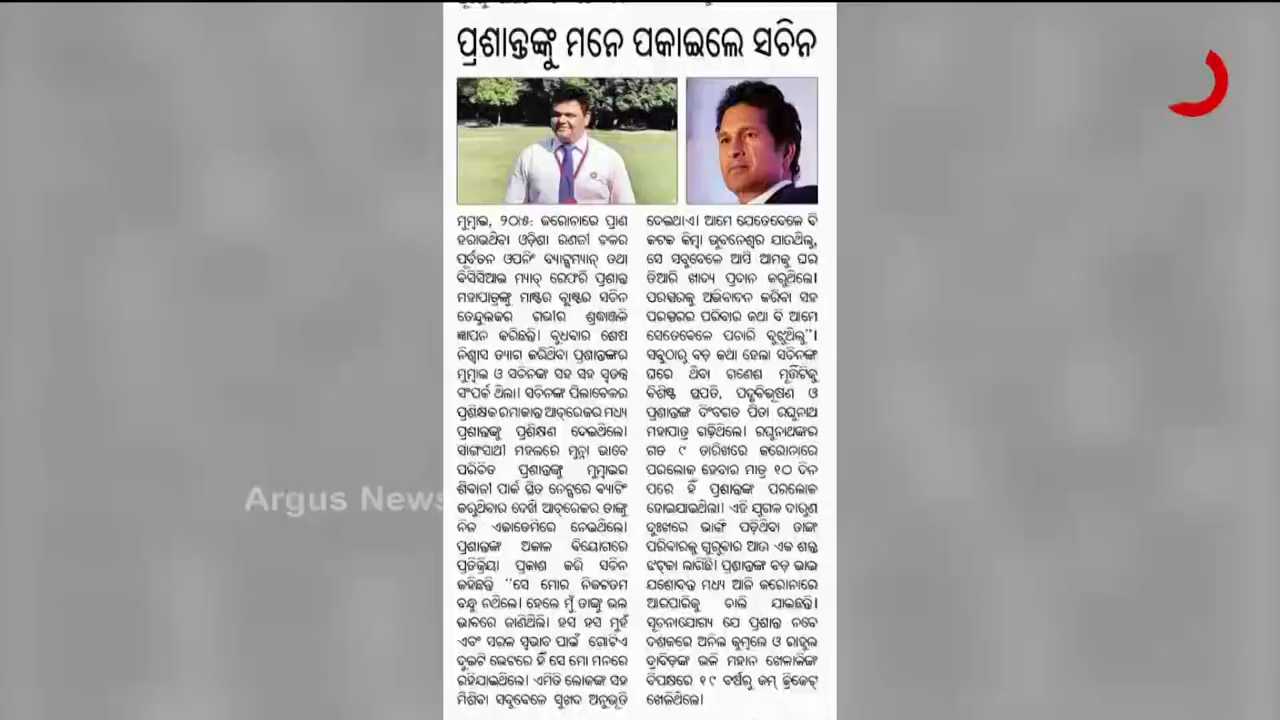 ପ୍ରଶାନ୍ତଙ୍କୁ ମନେ ପକାଇଲେ ସଚିନ
ମୁମ୍ବାଇ, ୨୦।୫: କରୋନାରେ ପ୍ରାଣ
ହରାଇଥିବା ଓଡ଼ିଶା ରଣଜୀ ଦଳର
ପୂର୍ବତନ ଓପନିଂ ବ୍ୟାଟ୍ସମ୍ୟାନ୍ ତଥା
ବିସିସିଆଇ ମ୍ୟାଚ୍ ରେଫରି ପ୍ରଶାନ୍ତ
ମହାପାତ୍ରଙ୍କୁ ମାଷ୍ଟର ବ୍ଲାଷ୍ଟର ସଚିନ
ତେନ୍ଦୁଲକର ଗଭୀର ଶ୍ରଦ୍ଧାଞ୍ଜଳି
ଜ୍ଞାପନ କରିଛନ୍ତି। ବୁଧବାର ଶେଷ
ନିଶ୍ୱାସ ତ୍ୟାଗ କରିଥିବା ପ୍ରଶାନ୍ତଙ୍କର
ମୁମ୍ବାଇ ଓ ସଚିନଙ୍କ ସହ ସହ ସ୍ୱତନ୍ତ୍ର
ସଂପର୍କ ଥିଲା। ସଚିନଙ୍କ ପିଲାବେଳର
ପ୍ରଶିକ୍ଷକ ରମାକାନ୍ତ ଆଚ୍‌ରେକର ମଧ୍ୟ
ପ୍ରଶାନ୍ତଙ୍କୁ ପ୍ରଶିକ୍ଷଣ ଦେଇଥିଲେ।
ସାଙ୍ଗସାଥୀ ମହଲରେ ମୁନ୍ନା ଭାବେ
ପରିଚିତ ପ୍ରଶାନ୍ତଙ୍କୁ ମୁମ୍ବାଇର
ଶିବାଜୀ ପାର୍କ ସ୍ଥିତ ନେଟ୍ସରେ ବ୍ୟାଟିଂ
କରୁଥିବାର ଦେଖି ଆଚ୍‌ରେକର ତାଙ୍କୁ
ନିଜ ଏକାଡେମିରେ ନେଇଥିଲେ।
ପ୍ରଶାନ୍ତଙ୍କ ଅକାଳ ବିୟୋଗରେ
ପ୍ରତିକ୍ରିୟା ପ୍ରକାଶ କରି ସଚିନ
କହିଛନ୍ତି ‘‘ସେ ମୋର ନିକଟତମ
ବନ୍ଧୁ ନଥିଲେ। ହେଲେ ମୁଁ ତାଙ୍କୁ ଭଲ
ଭାବରେ ଜାଣିଥିଲି। ହସ ହସ ମୁହଁ
ଏବଂ ସରଳ ସ୍ୱଭାବ ପାଇଁ ଗୋଟିଏ
ଦୁଇଟି ଭେଟରେ ହିଁ ସେ ମୋ ମନରେ
ରହିଯାଇଥିଲେ। ଏମିତି ଲୋକଙ୍କ ସହ
ମିଶିବା ସବୁବେଳେ ସୁଖଦ ଅନୁଭୂତି
ଦେଇଥାଏ। ଆମେ ଯେତେବେଳେ ବି
କଟକ କିମ୍ବା ଭୁବନେଶ୍ୱର ଯାଉଥିଲୁ,
ସେ ସବୁବେଳେ ଆସି ଆମକୁ ଘର
ତିଆରି ଖାଦ୍ୟ ପ୍ରଦାନ କରୁଥିଲେ।
ପରସ୍ପରକୁ ଅଭିବାଦନ କରିବା ସହ
ପରସ୍ପରର ପରିବାର କଥା ବି ଆମେ
ସେତେବେଳେ ପଚାରି ବୁଝୁଥିଲୁ’’।
ସବୁଠାରୁ ବଡ଼ କଥା ହେଲା ସଚିନଙ୍କ
ଘରେ ଥିବା ଗଣେଶ ମୂର୍ତ୍ତିଟିକୁ
ବିଶିଷ୍ଟ ସ୍ଥପତି, ପଦ୍ମବିଭୂଷଣ ଓ
ପ୍ରଶାନ୍ତଙ୍କ ଦିବଂଗତ ପିତା ରଘୁନାଥ
ମହାପାତ୍ର ଗଢ଼ିଥିଲେ। ରଘୁନାଥଙ୍କର
ଗତ ୯ ତାରିଖରେ କରୋନାରେ
ପରଲୋକ ହେବାର ମାତ୍ର ୧୦ ଦିନ
ପରେ ହିଁ ପ୍ରଶାନ୍ତଙ୍କ ପରଲୋକ
ହୋଇଯାଇଥିଲା। ଏହି ଯୁଗଳ ଦାରୁଣ
ଦୁଃଖରେ ଭାଙ୍ଗି ପଡ଼ିଥିବା ତାଙ୍କ
ପରିବାରକୁ ଗୁରୁବାର ଆଉ ଏକ ଶକ୍ତ
ଝଟ୍‌କା ଲାଗିଛି। ପ୍ରଶାନ୍ତଙ୍କ ବଡ଼ ଭାଇ
ଯଶୋବନ୍ତ ମଧ୍ୟ ଆଜି କରୋନାରେ
ଆରପାରିକୁ ଚାଲି ଯାଇଛନ୍ତି।
ସୂଚନାଯୋଗ୍ୟ ଯେ ପ୍ରଶାନ୍ତ ନବେ
ଦଶକରେ ଅନିଲ କୁମ୍ବଲେ ଓ ରାହୁଲ
ଦ୍ରାବିଡ଼ଙ୍କ ଭଳି ମହାନ ଖେଳାଳିଙ୍କ
ବିପକ୍ଷରେ ୧୯ ବର୍ଷରୁ କମ୍ କ୍ରିକେଟ୍
ଖେଳିଥିଲେ।
Argus News